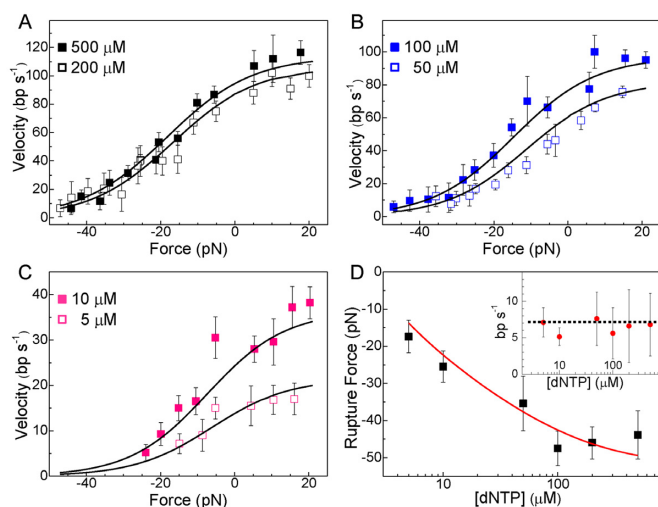 A
500 μM
200 μM
Velocity (bp s⁻¹)
120
100
80
60
40
20
0
-40 -20 0 20
Force (pN)
B
100 μM
50 μM
Velocity (bp s⁻¹)
100
80
60
40
20
0
-40 -20 0 20
Force (pN)
C
10 μM
5 μM
Velocity (bp s⁻¹)
40
30
20
10
0
-40 -20 0 20
Force (pN)
D
Rupture Force (pN)
0
-10
-20
-30
-40
-50
10 100
[dNTP] (μM)
bp s⁻¹
10
5
0
10 100
[dNTP] (μM)